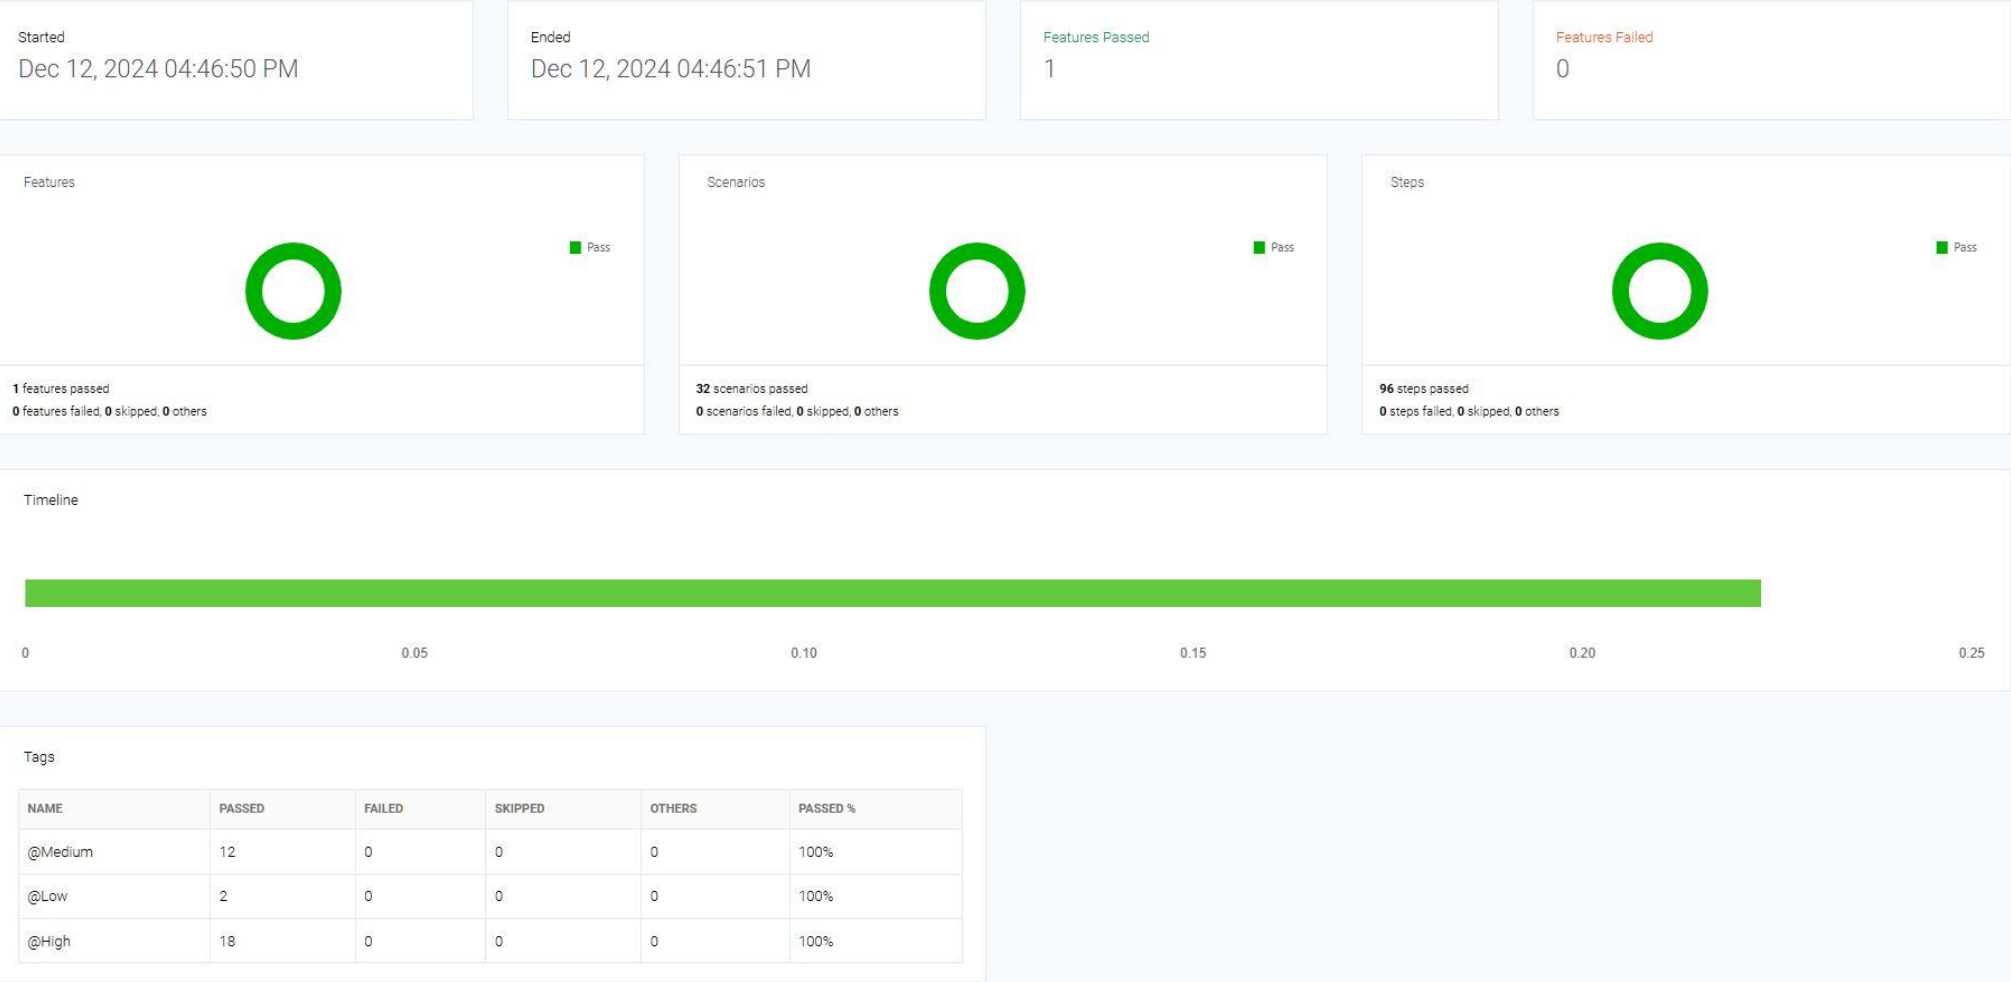 Started
Dec 12, 2024 04:46:50 PM
Ended
Dec 12, 2024 04:46:51 PM
Features Passed
1
Features Failed
0
Features
Pass
1 features passed
0 features failed, 0 skipped, 0 others
Scenarios
Pass
32 scenarios passed
0 scenarios failed, 0 skipped, 0 others
Steps
Pass
96 steps passed
0 steps failed, 0 skipped, 0 others
Timeline
0 0.05 0.10 0.15 0.20 0.25
Tags
NAME PASSED FAILED SKIPPED OTHERS PASSED %
@Medium 12 0 0 0 100%
@Low 2 0 0 0 100%
@High 18 0 0 0 100%